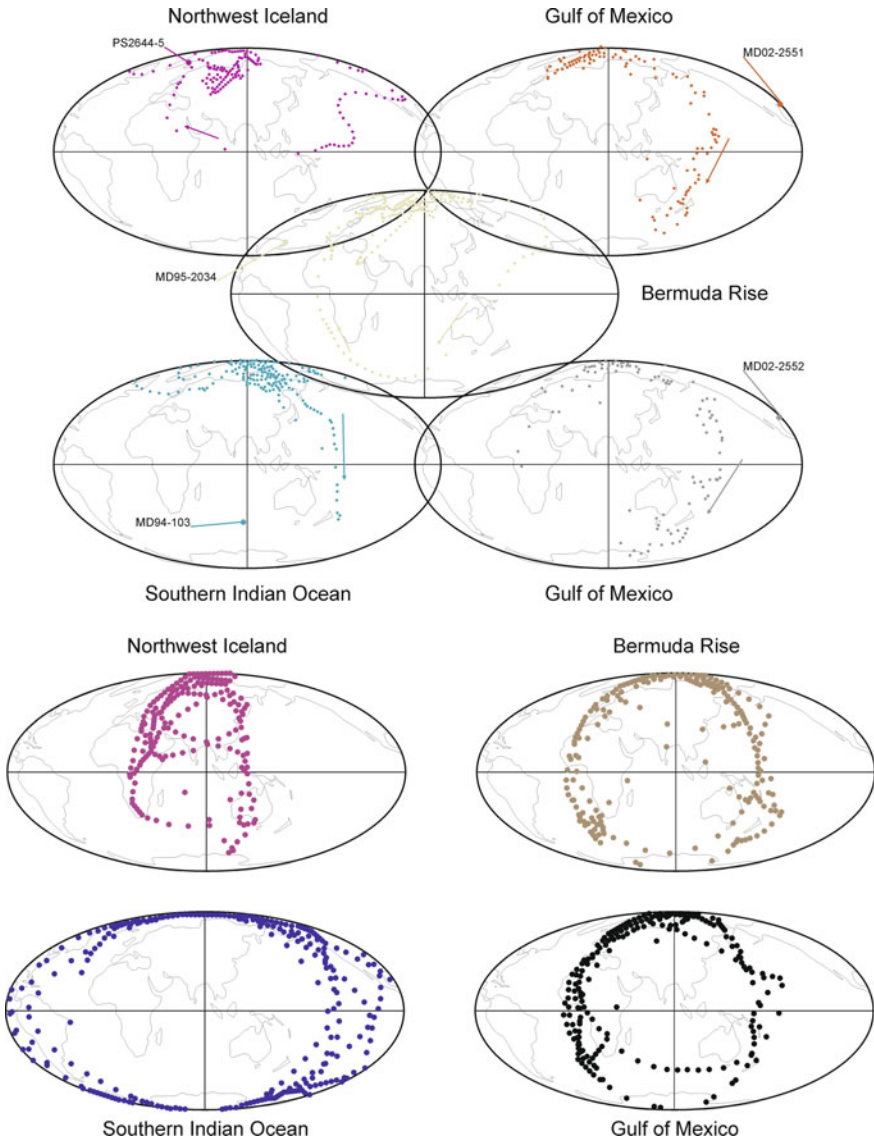 Northwest Iceland
Gulf of Mexico
PS2644-5
MD02-2551
MD95-2034
Bermuda Rise
MD02-2552
MD94-103
Southern Indian Ocean
Gulf of Mexico
Northwest Iceland
Bermuda Rise
Southern Indian Ocean
Gulf of Mexico